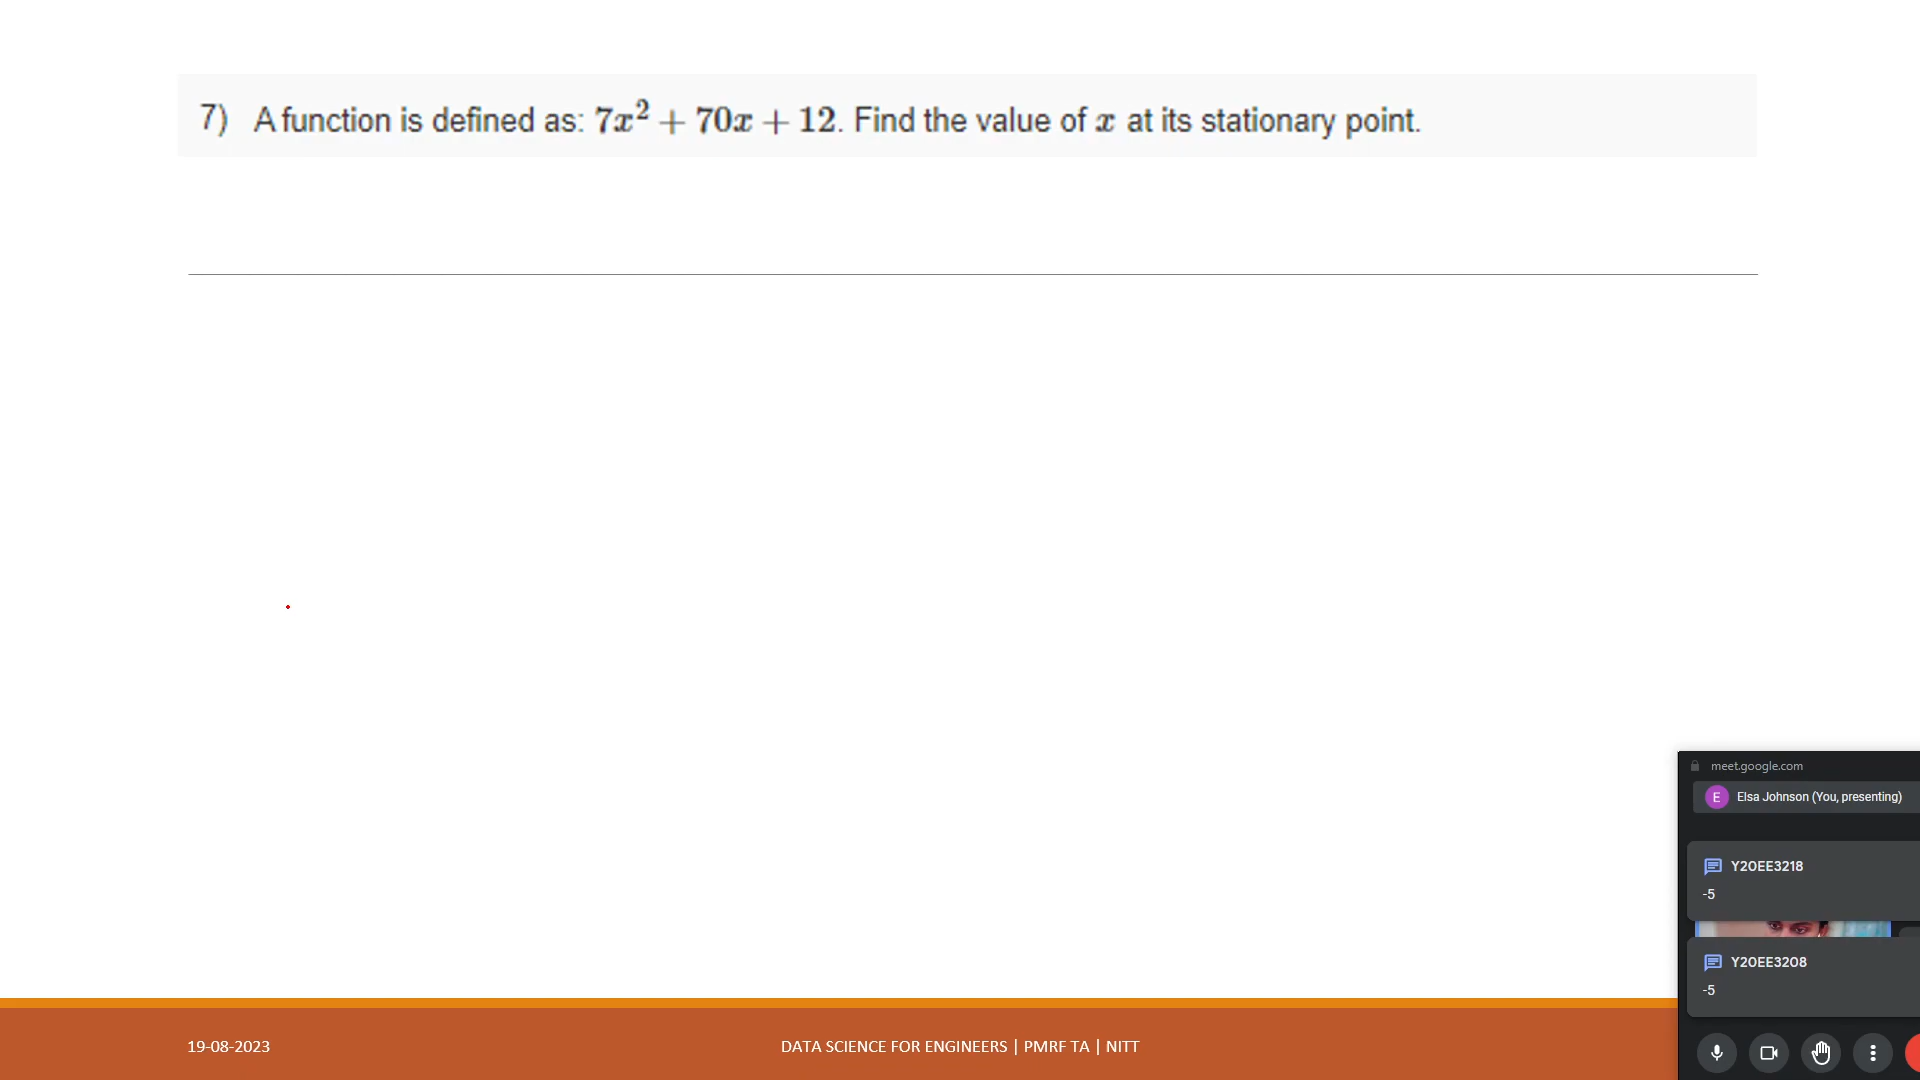 7) A function is defined as: 7x² + 70x + 12. Find the value of x at its stationary point.
meet.google.com
E Elsa Johnson (You, presenting)
Y20EE3218
-5
Y20EE3208
-5
19-08-2023
DATA SCIENCE FOR ENGINEERS | PMRF TA | NITT